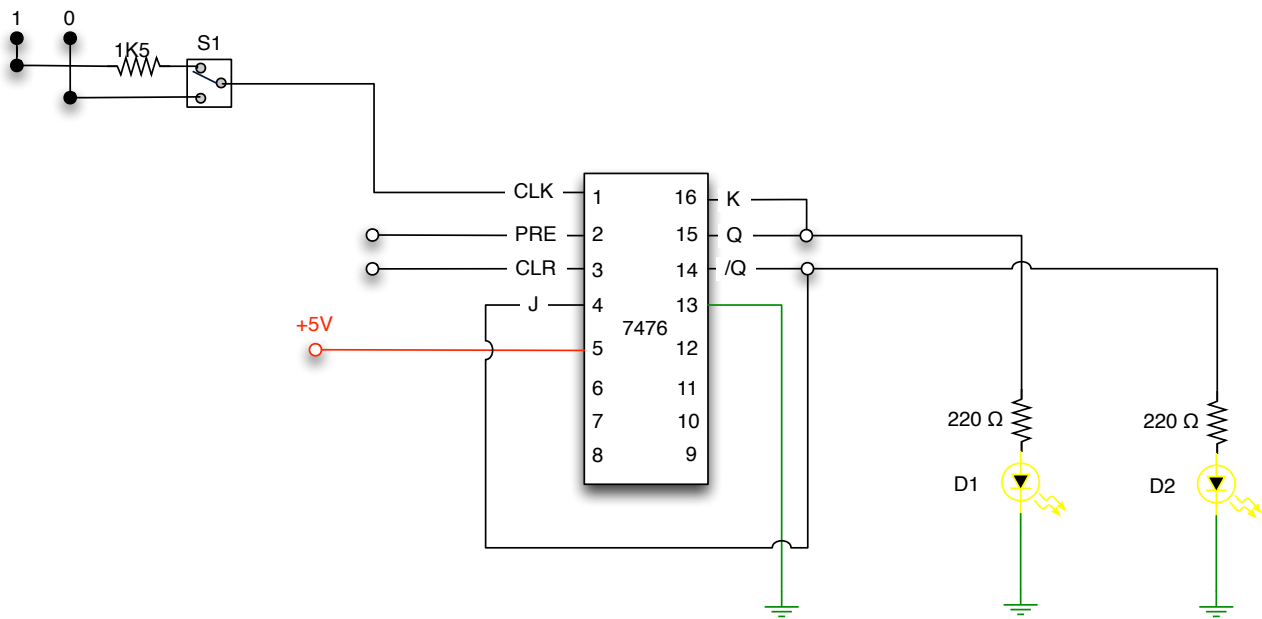 1 0
1K5 S1
CLK 1 16 K
PRE 2 15 Q
CLR 3 14 /Q
J 4 13
7476
+5V
5 12
6 11
7 10
8 9
220 Ω 220 Ω
D1 D2